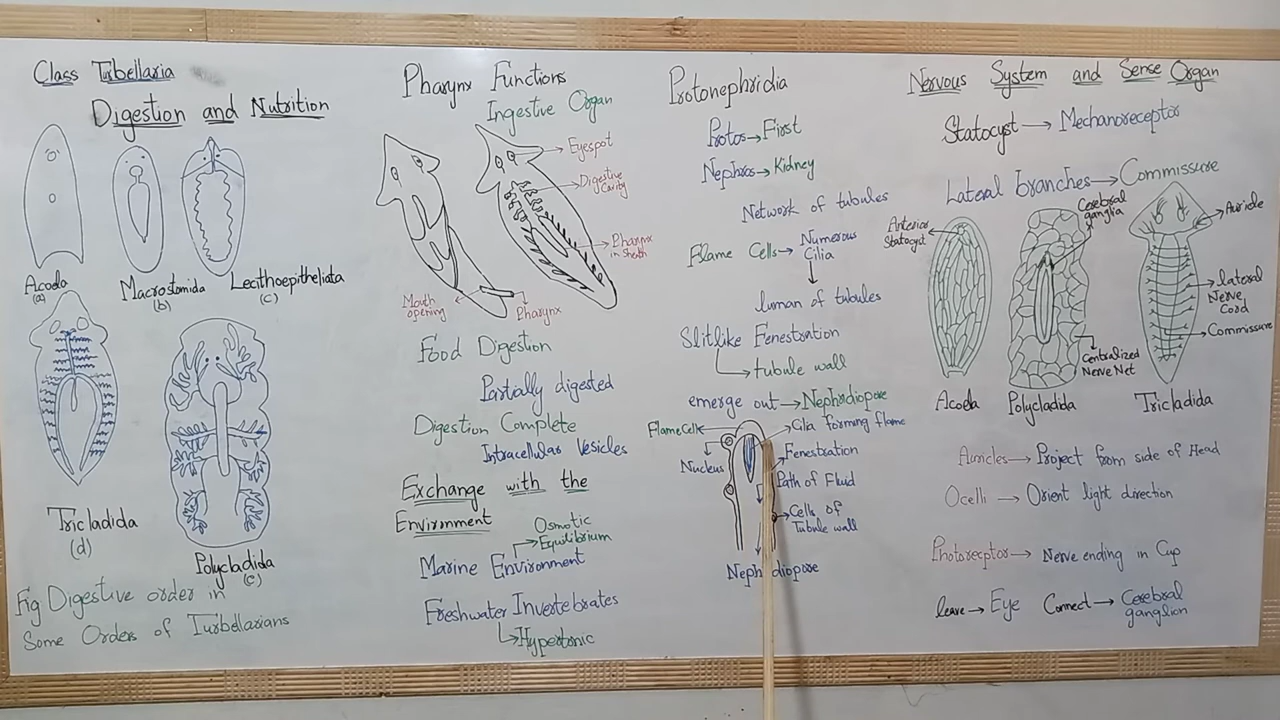 Class Turbellaria
Digestion and Nutrition
Acoela
(a)
Macrostomida
(b)
Lecithoepitheliata
(c)
Tricladida
(d)
Polycladida
(e)
Fig Digestive order in
Some Orders of Turbellarians
Pharynx Functions
Ingestive Organ
Eyespot
Digestive
Cavity
Pharynx
in Sheath
Mouth
opening
Pharynx
Food Digestion
Partially digested
Digestion Complete
Intracellular Vesicles
Exchange with the
Environment
Osmotic
Equilibrium
Marine Environment
Freshwater Invertebrates
Hypertonic
Protonephridia
Protos → First
Nephros → Kidney
Network of tubules
Flame Cells → Numerous
Cilia
luman of tubules
Slitlike Fenestration
tubule wall
emerge out → Nephridiopore
Flame Cell
Cilia forming flame
Nucleus
Fenestration
Path of Fluid
Cells of
Tubule wall
Nephridiopore
Nervous System and Sense Organ
Statocyst → Mechanoreceptor
Lateral branches → Commissure
Anterior
Statocyst
Cerebral
ganglia
Auricle
lateral
Nerve
Cord
Commissure
Centralized
Nerve Net
Acoela
Polycladida
Tricladida
Auricles → Project from side of Head
Ocelli → Orient light direction
Photoreceptor → Nerve ending in Cup
leave → Eye Connect → Cerebral
ganglion